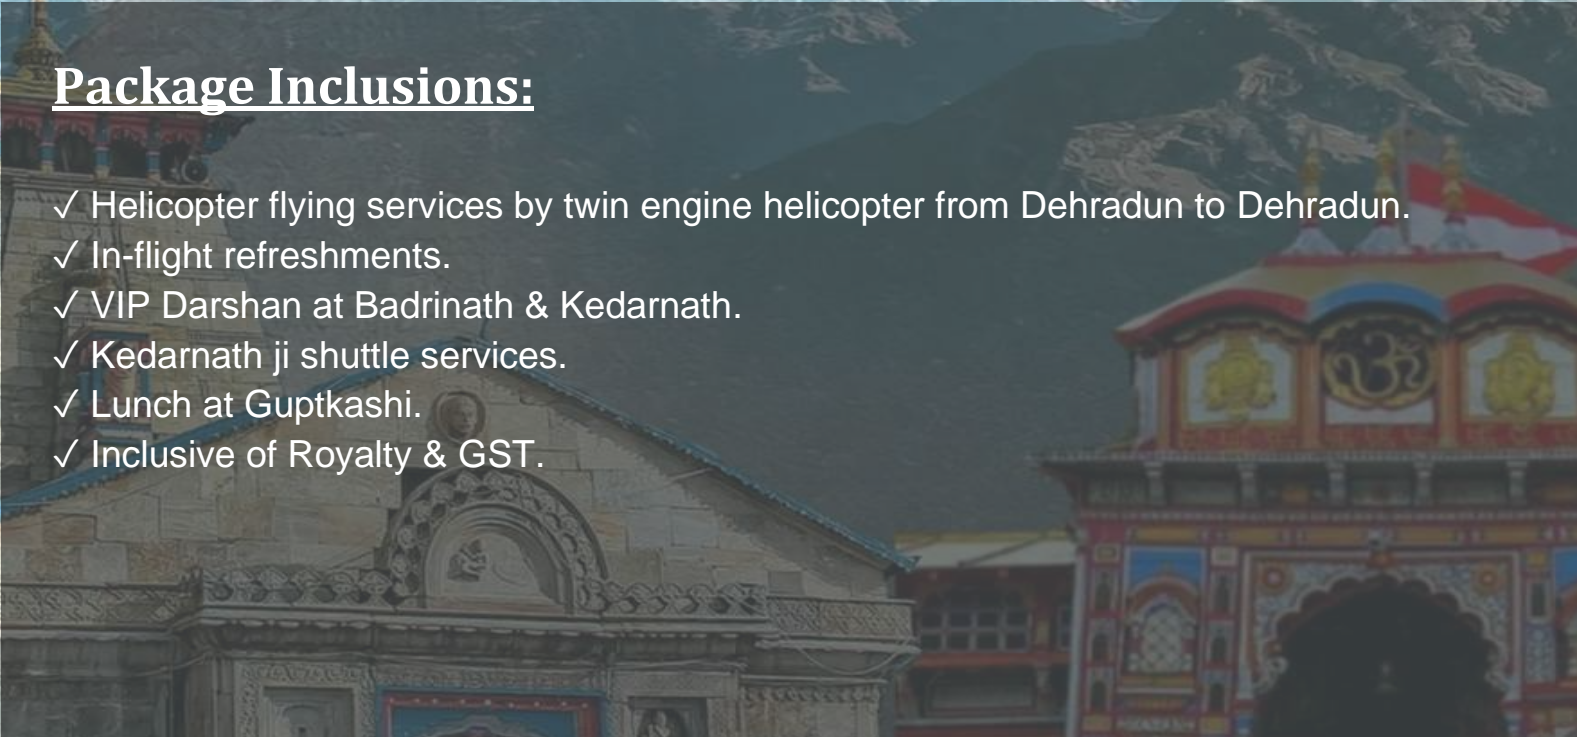 Package Inclusions:
✓ Helicopter flying services by twin engine helicopter from Dehradun to Dehradun.
✓ In-flight refreshments.
✓ VIP Darshan at Badrinath & Kedarnath.
✓ Kedarnath ji shuttle services.
✓ Lunch at Guptkashi.
✓ Inclusive of Royalty & GST.
ॐ